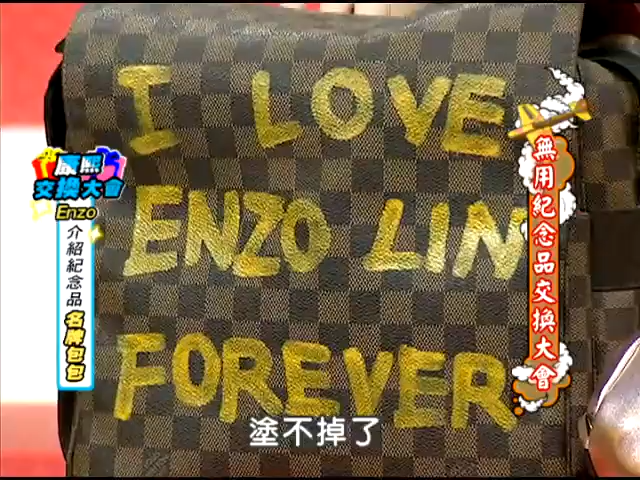 I LOVE
ENZO LIN
FOREVER
康熙
交換大會
Enzo
介紹紀念品
名牌包包
無用紀念品交換大會
塗不掉了